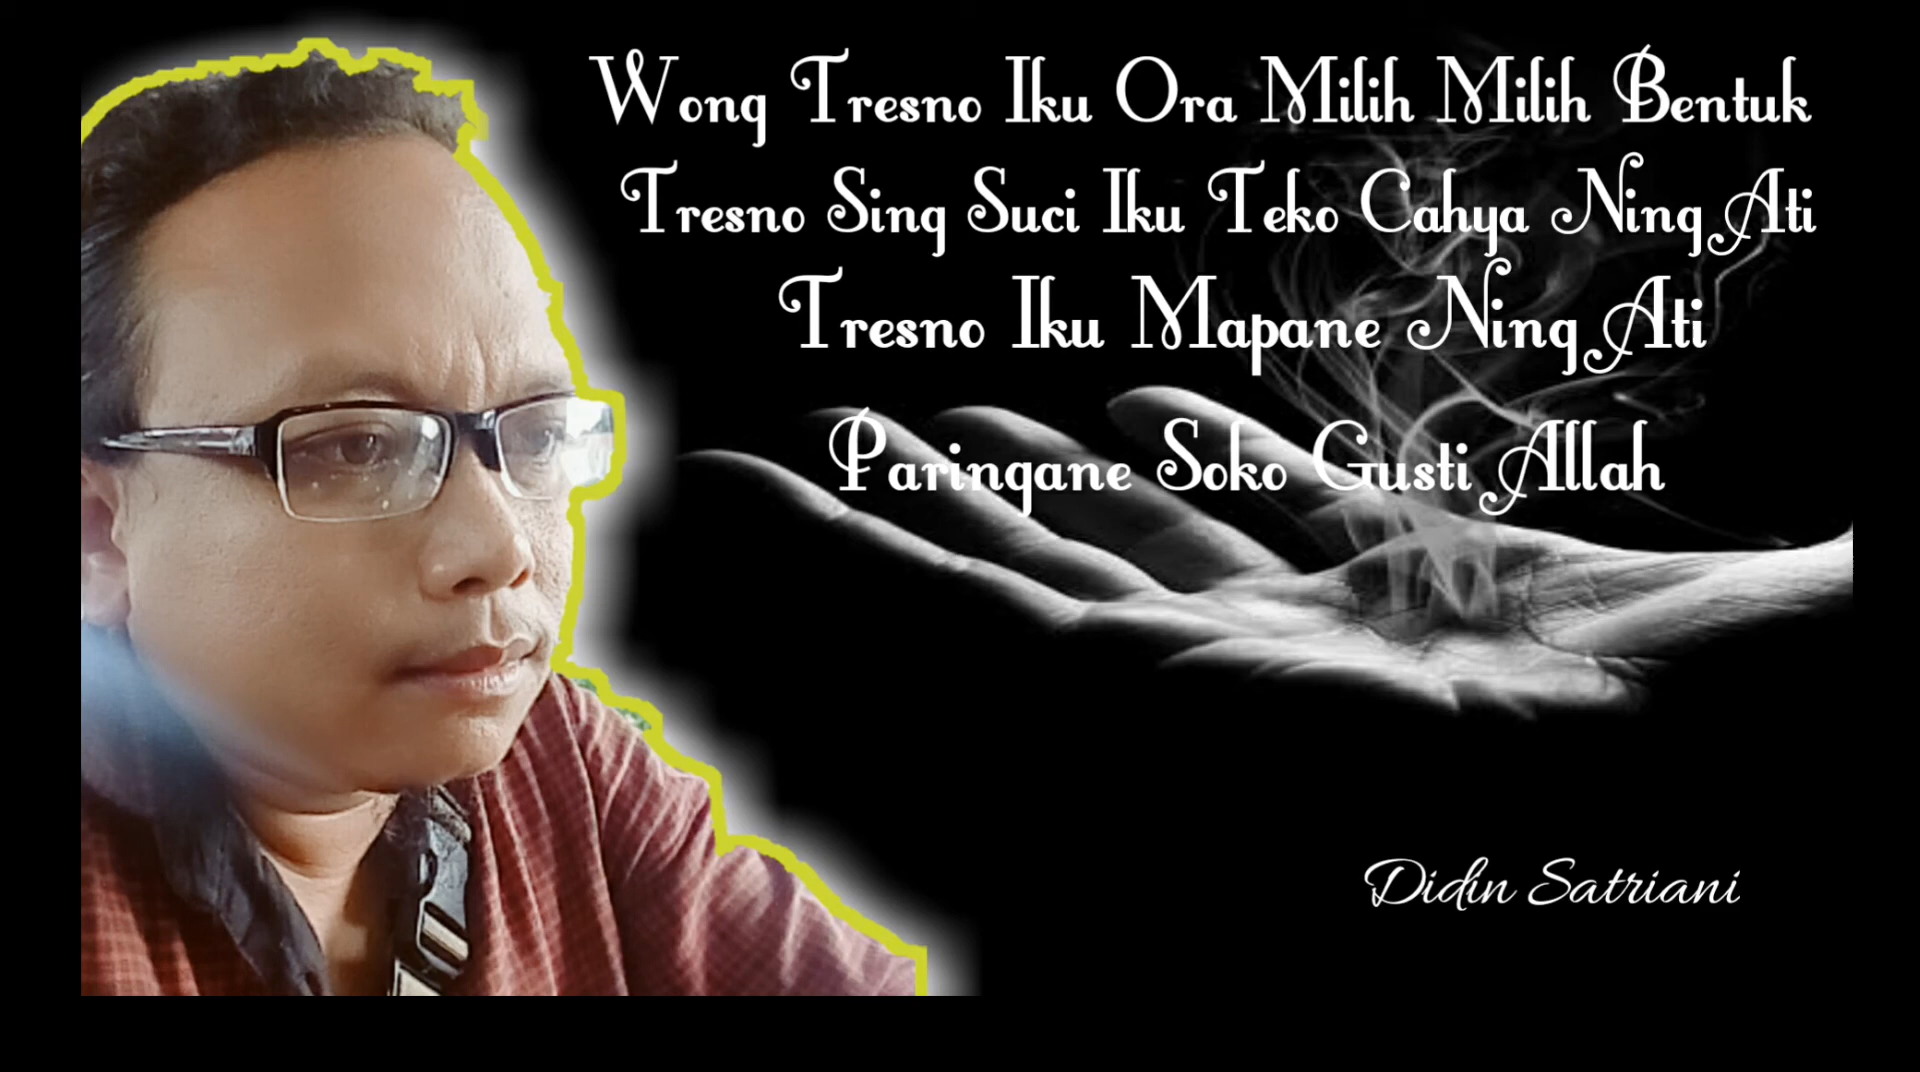 Wong Tresno Iku Ora Milih Milih Bentuk
Tresno Sing Suci Iku Teko Cahya Ning Ati
Tresno Iku Mapane Ning Ati
Paringane Soko Gusti Allah
Didin Satriani